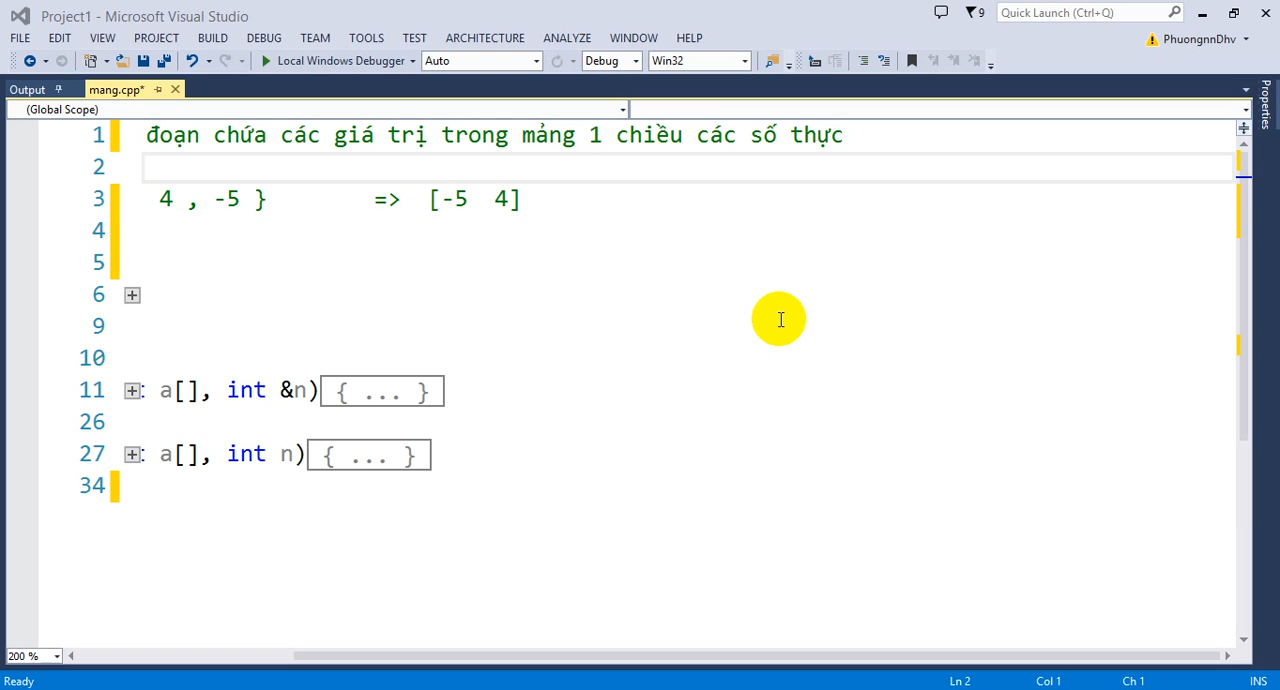 Project1 - Microsoft Visual Studio
9
Quick Launch (Ctrl+Q)
FILE EDIT VIEW PROJECT BUILD DEBUG TEAM TOOLS TEST ARCHITECTURE ANALYZE WINDOW HELP
PhuongnnDhv
Local Windows Debugger Auto Debug Win32
Output mang.cpp*
(Global Scope)
Properties
1 đoạn chứa các giá trị trong mảng 1 chiều các số thực
2
3 4 , -5 } => [-5 4]
4
5
6
9
10
11 : a[], int &n) { ... }
26
27 : a[], int n) { ... }
34
200 %
Ready Ln 2 Col 1 Ch 1 INS